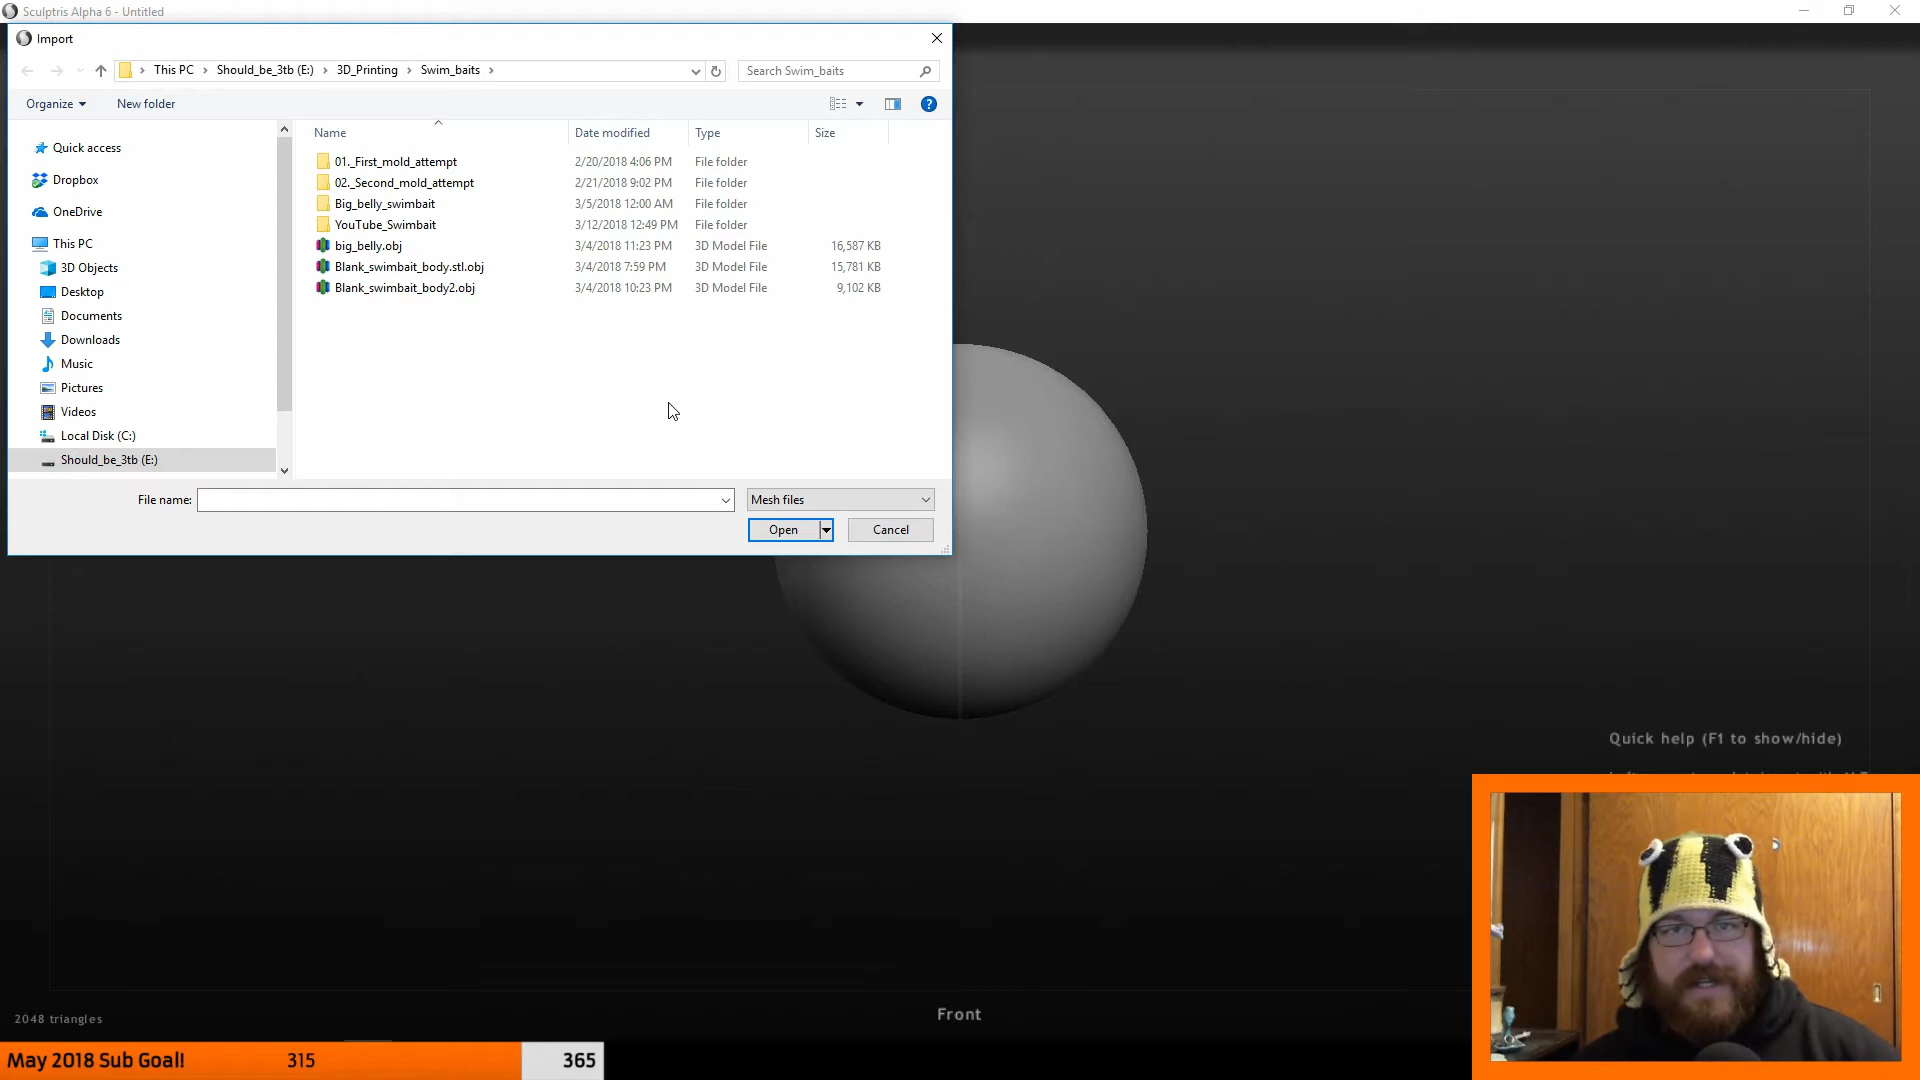 Sculptris Alpha 6 - Untitled
Import
This PC Should_be_3tb (E:) 3D_Printing Swim_baits
Search Swim_baits
Organize New folder
Name Date modified Type Size
Quick access
Dropbox
OneDrive
This PC
3D Objects
Desktop
Documents
Downloads
Music
Pictures
Videos
Local Disk (C:)
Should_be_3tb (E:)
01._First_mold_attempt 2/20/2018 4:06 PM File folder
02._Second_mold_attempt 2/21/2018 9:02 PM File folder
Big_belly_swimbait 3/5/2018 12:00 AM File folder
YouTube_Swimbait 3/12/2018 12:49 PM File folder
big_belly.obj 3/4/2018 11:23 PM 3D Model File 16,587 KB
Blank_swimbait_body.stl.obj 3/4/2018 7:59 PM 3D Model File 15,781 KB
Blank_swimbait_body2.obj 3/4/2018 10:23 PM 3D Model File 9,102 KB
File name: Mesh files
Open Cancel
Quick help (F1 to show/hide)
Front
2048 triangles
May 2018 Sub Goal! 315 365